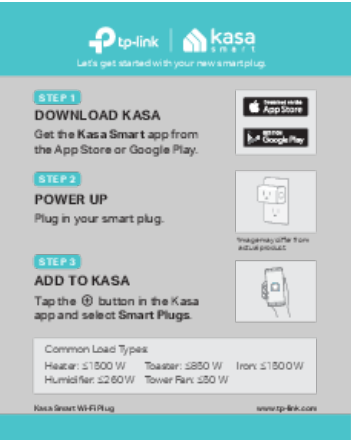 tp-link | kasa
smart
Let's get started with your new smart plug.
STEP 1
DOWNLOAD KASA
Get the Kasa Smart app from
the App Store or Google Play.
Download on the
App Store
GET IT ON
Google Play
STEP 2
POWER UP
Plug in your smart plug.
*Image may differ from
actual product.
STEP 3
ADD TO KASA
Tap the ⊕ button in the Kasa
app and select Smart Plugs.
Common Load Types:
Heater: ≤1500 W Toaster: ≤850 W Iron: ≤1500 W
Humidifier: ≤260 W Tower Fan: ≤50 W
Kasa Smart Wi-Fi Plug www.tp-link.com